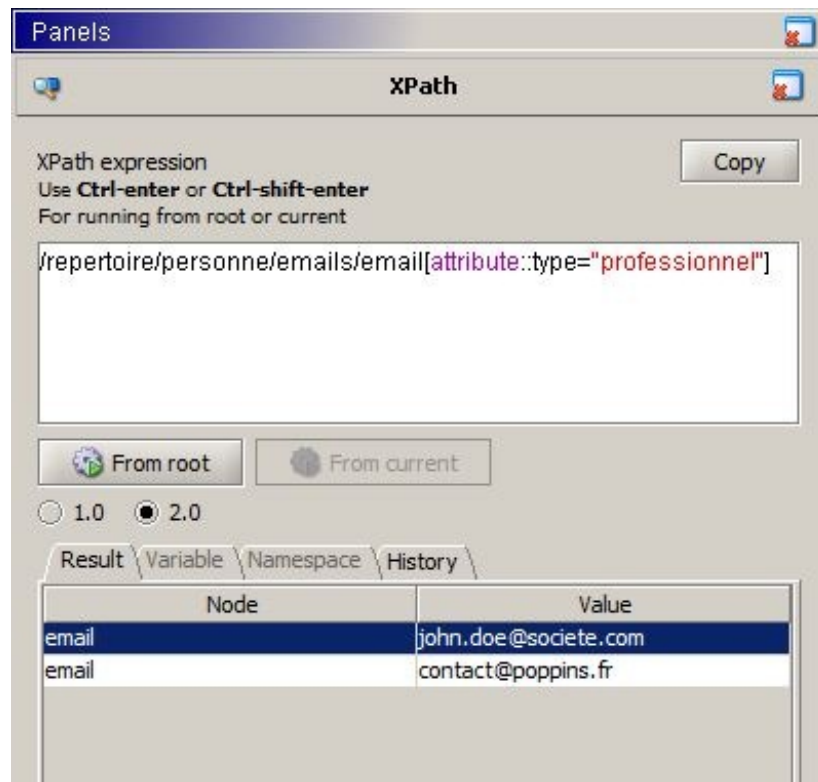 Panels
XPath
XPath expression
Copy
Use Ctrl-enter or Ctrl-shift-enter
For running from root or current
/repertoire/personne/emails/email[attribute::type="professionnel"]
From root From current
1.0 2.0
Result Variable Namespace History
Node Value
email john.doe@societe.com
email contact@poppins.fr